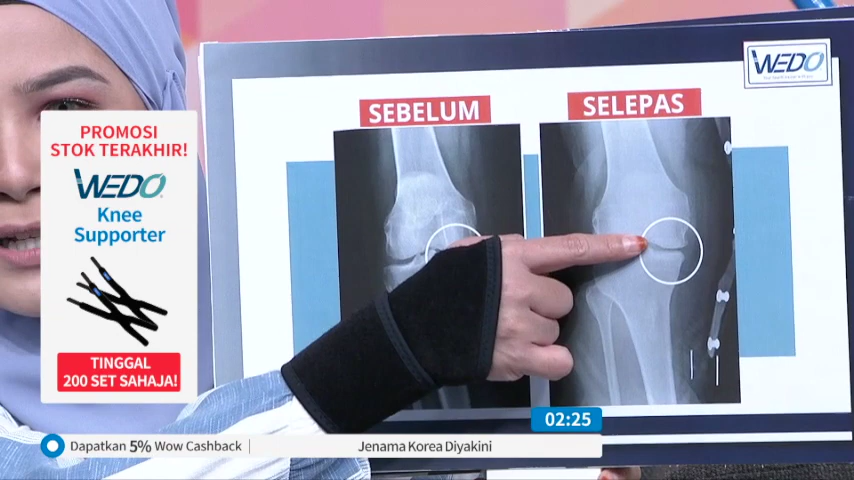 WEDO
SEBELUM
SELEPAS
PROMOSI
STOK TERAKHIR!
WEDO
Knee
Supporter
TINGGAL
200 SET SAHAJA!
02:25
Dapatkan 5% Wow Cashback
Jenama Korea Diyakini